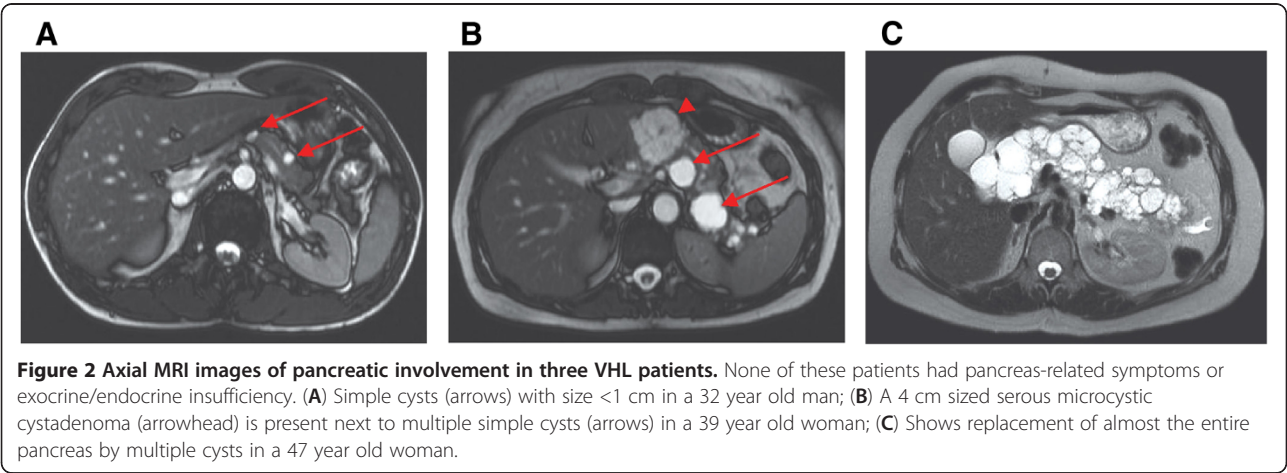 A
B
C
Figure 2 Axial MRI images of pancreatic involvement in three VHL patients. None of these patients had pancreas-related symptoms or
exocrine/endocrine insufficiency. (A) Simple cysts (arrows) with size <1 cm in a 32 year old man; (B) A 4 cm sized serous microcystic
cystadenoma (arrowhead) is present next to multiple simple cysts (arrows) in a 39 year old woman; (C) Shows replacement of almost the entire
pancreas by multiple cysts in a 47 year old woman.